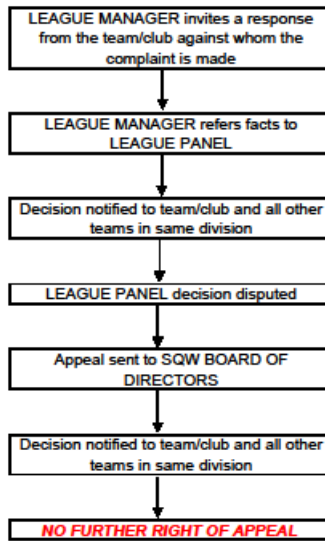 LEAGUE MANAGER invites a response
from the team/club against whom the
complaint is made
LEAGUE MANAGER refers facts to
LEAGUE PANEL
Decision notified to team/club and all other
teams in same division
LEAGUE PANEL decision disputed
Appeal sent to SQW BOARD OF
DIRECTORS
Decision notified to team/club and all other
teams in same division
NO FURTHER RIGHT OF APPEAL